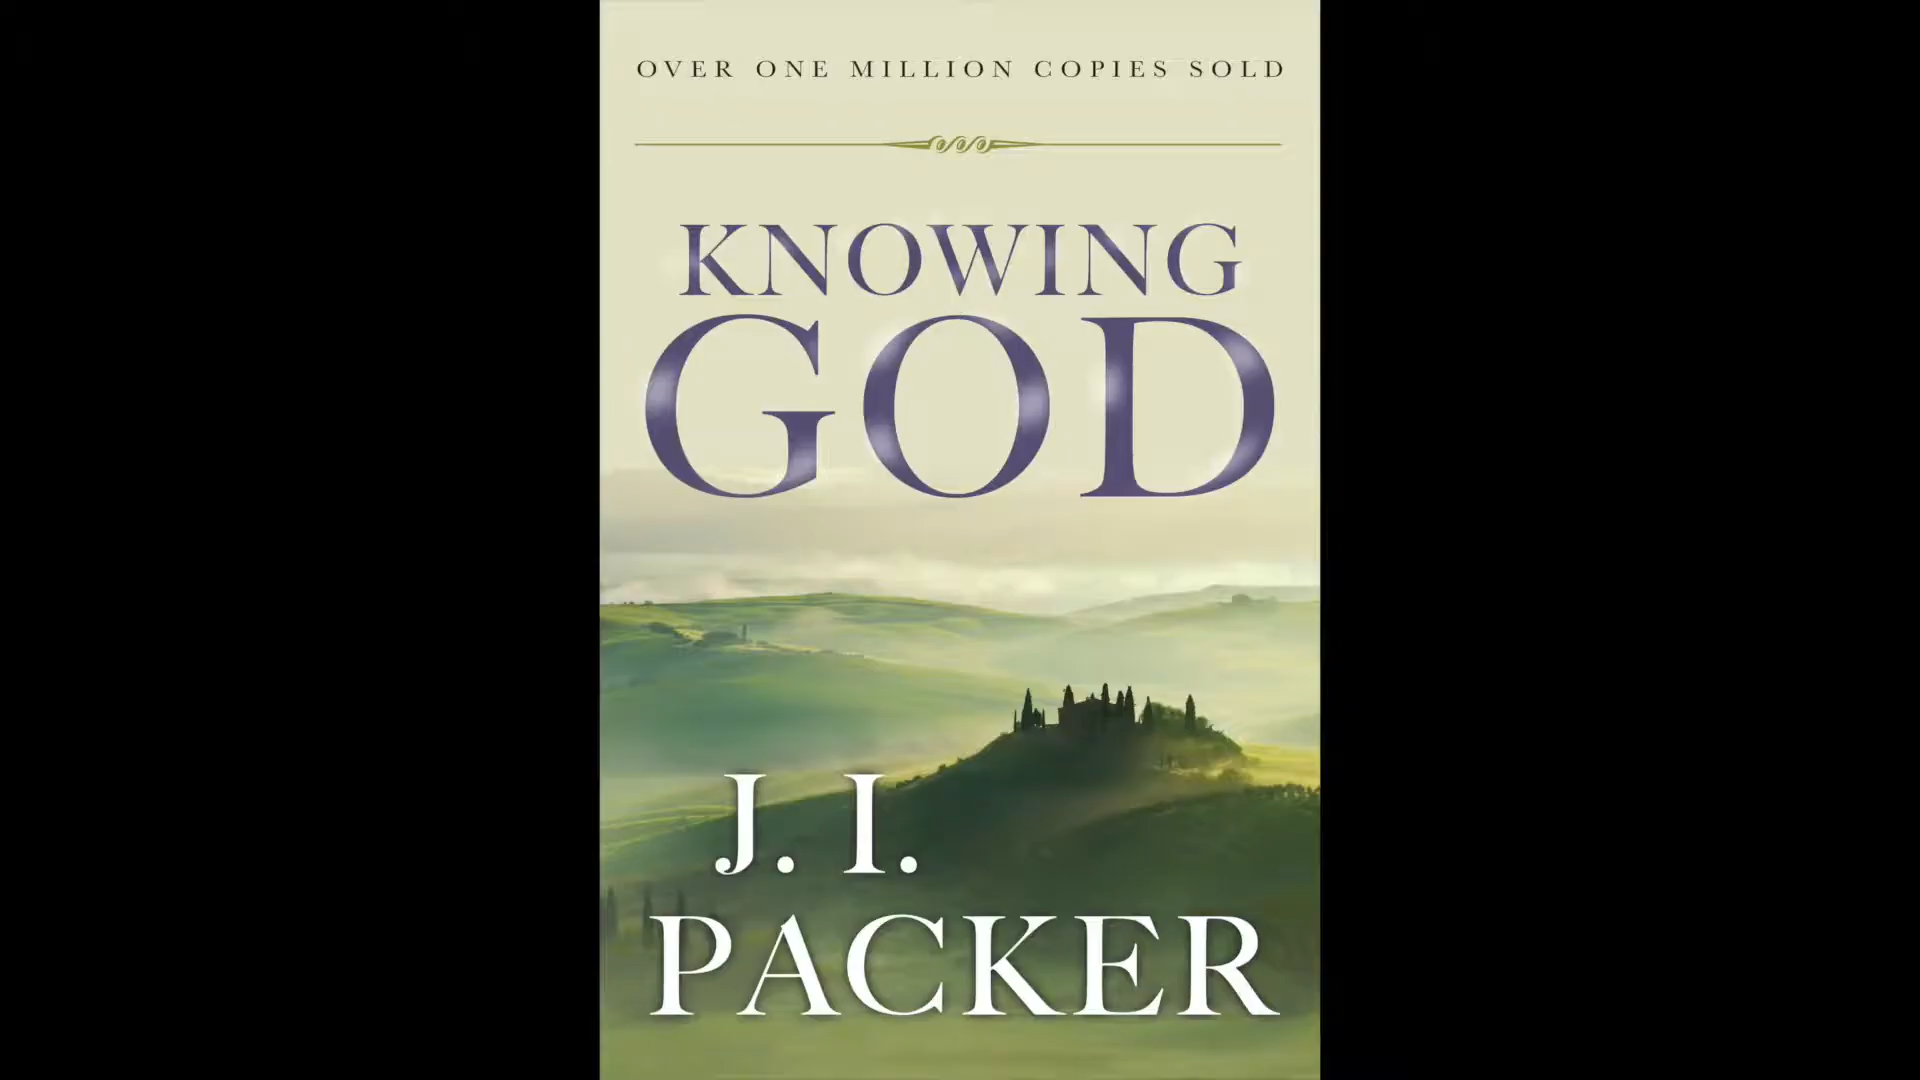 OVER ONE MILLION COPIES SOLD
KNOWING
GOD
J. I.
PACKER